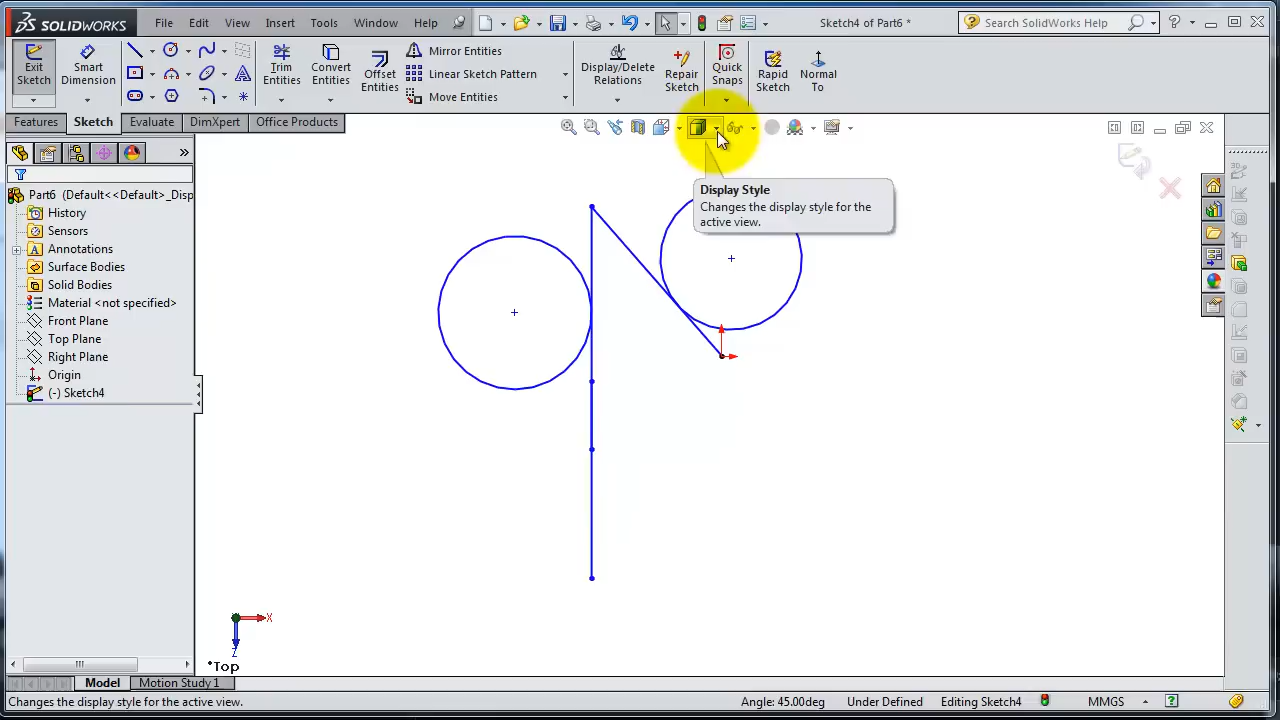 SOLIDWORKS
File Edit View Insert Tools Window Help
Sketch4 of Part6 *
Search SolidWorks Help
Exit Sketch
Smart Dimension
Trim Entities
Convert Entities
Offset Entities
Mirror Entities
Linear Sketch Pattern
Move Entities
Display/Delete Relations
Repair Sketch
Quick Snaps
Rapid Sketch
Normal To
Features Sketch Evaluate DimXpert Office Products
Part6 (Default<<Default>_Disp
History
Sensors
Annotations
Surface Bodies
Solid Bodies
Material <not specified>
Front Plane
Top Plane
Right Plane
Origin
(-) Sketch4
Display Style
Changes the display style for the
active view.
X
Z
*Top
Model Motion Study 1
Changes the display style for the active view.
Angle: 45.00deg Under Defined Editing Sketch4 MMGS